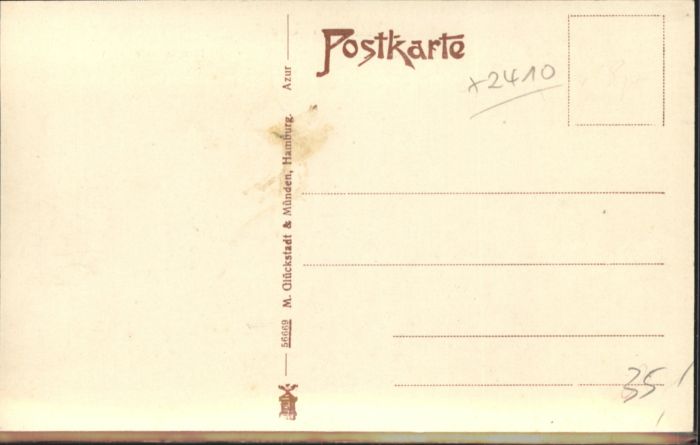 Postkarte
x2410
56669 M. Glückstadt & Münden, Hamburg. Azur
35